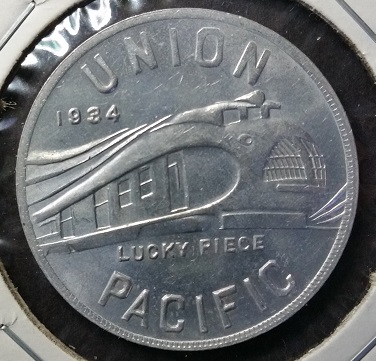 UNION
1934
LUCKY PIECE
PACIFIC